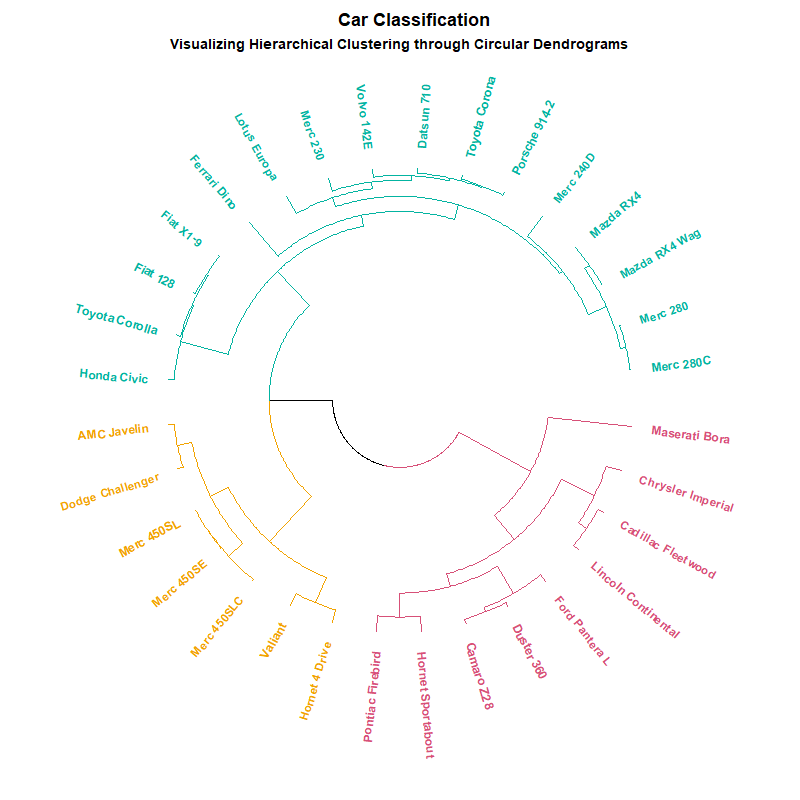 Car Classification
Visualizing Hierarchical Clustering through Circular Dendrograms
Volvo 142E
Datsun 710
Toyota Corona
Porsche 914-2
Merc 240D
Mazda RX4
Mazda RX4 Wag
Merc 280
Merc 280C
Maserati Bora
Chrysler Imperial
Cadillac Fleetwood
Lincoln Continental
Ford Pantera L
Duster 360
Camaro Z28
Hornet Sportabout
Pontiac Firebird
Hornet 4 Drive
Valiant
Merc 450SLC
Merc 450SE
Merc 450SL
Dodge Challenger
AMC Javelin
Honda Civic
Toyota Corolla
Fiat 128
Fiat X1-9
Ferrari Dino
Lotus Europa
Merc 230